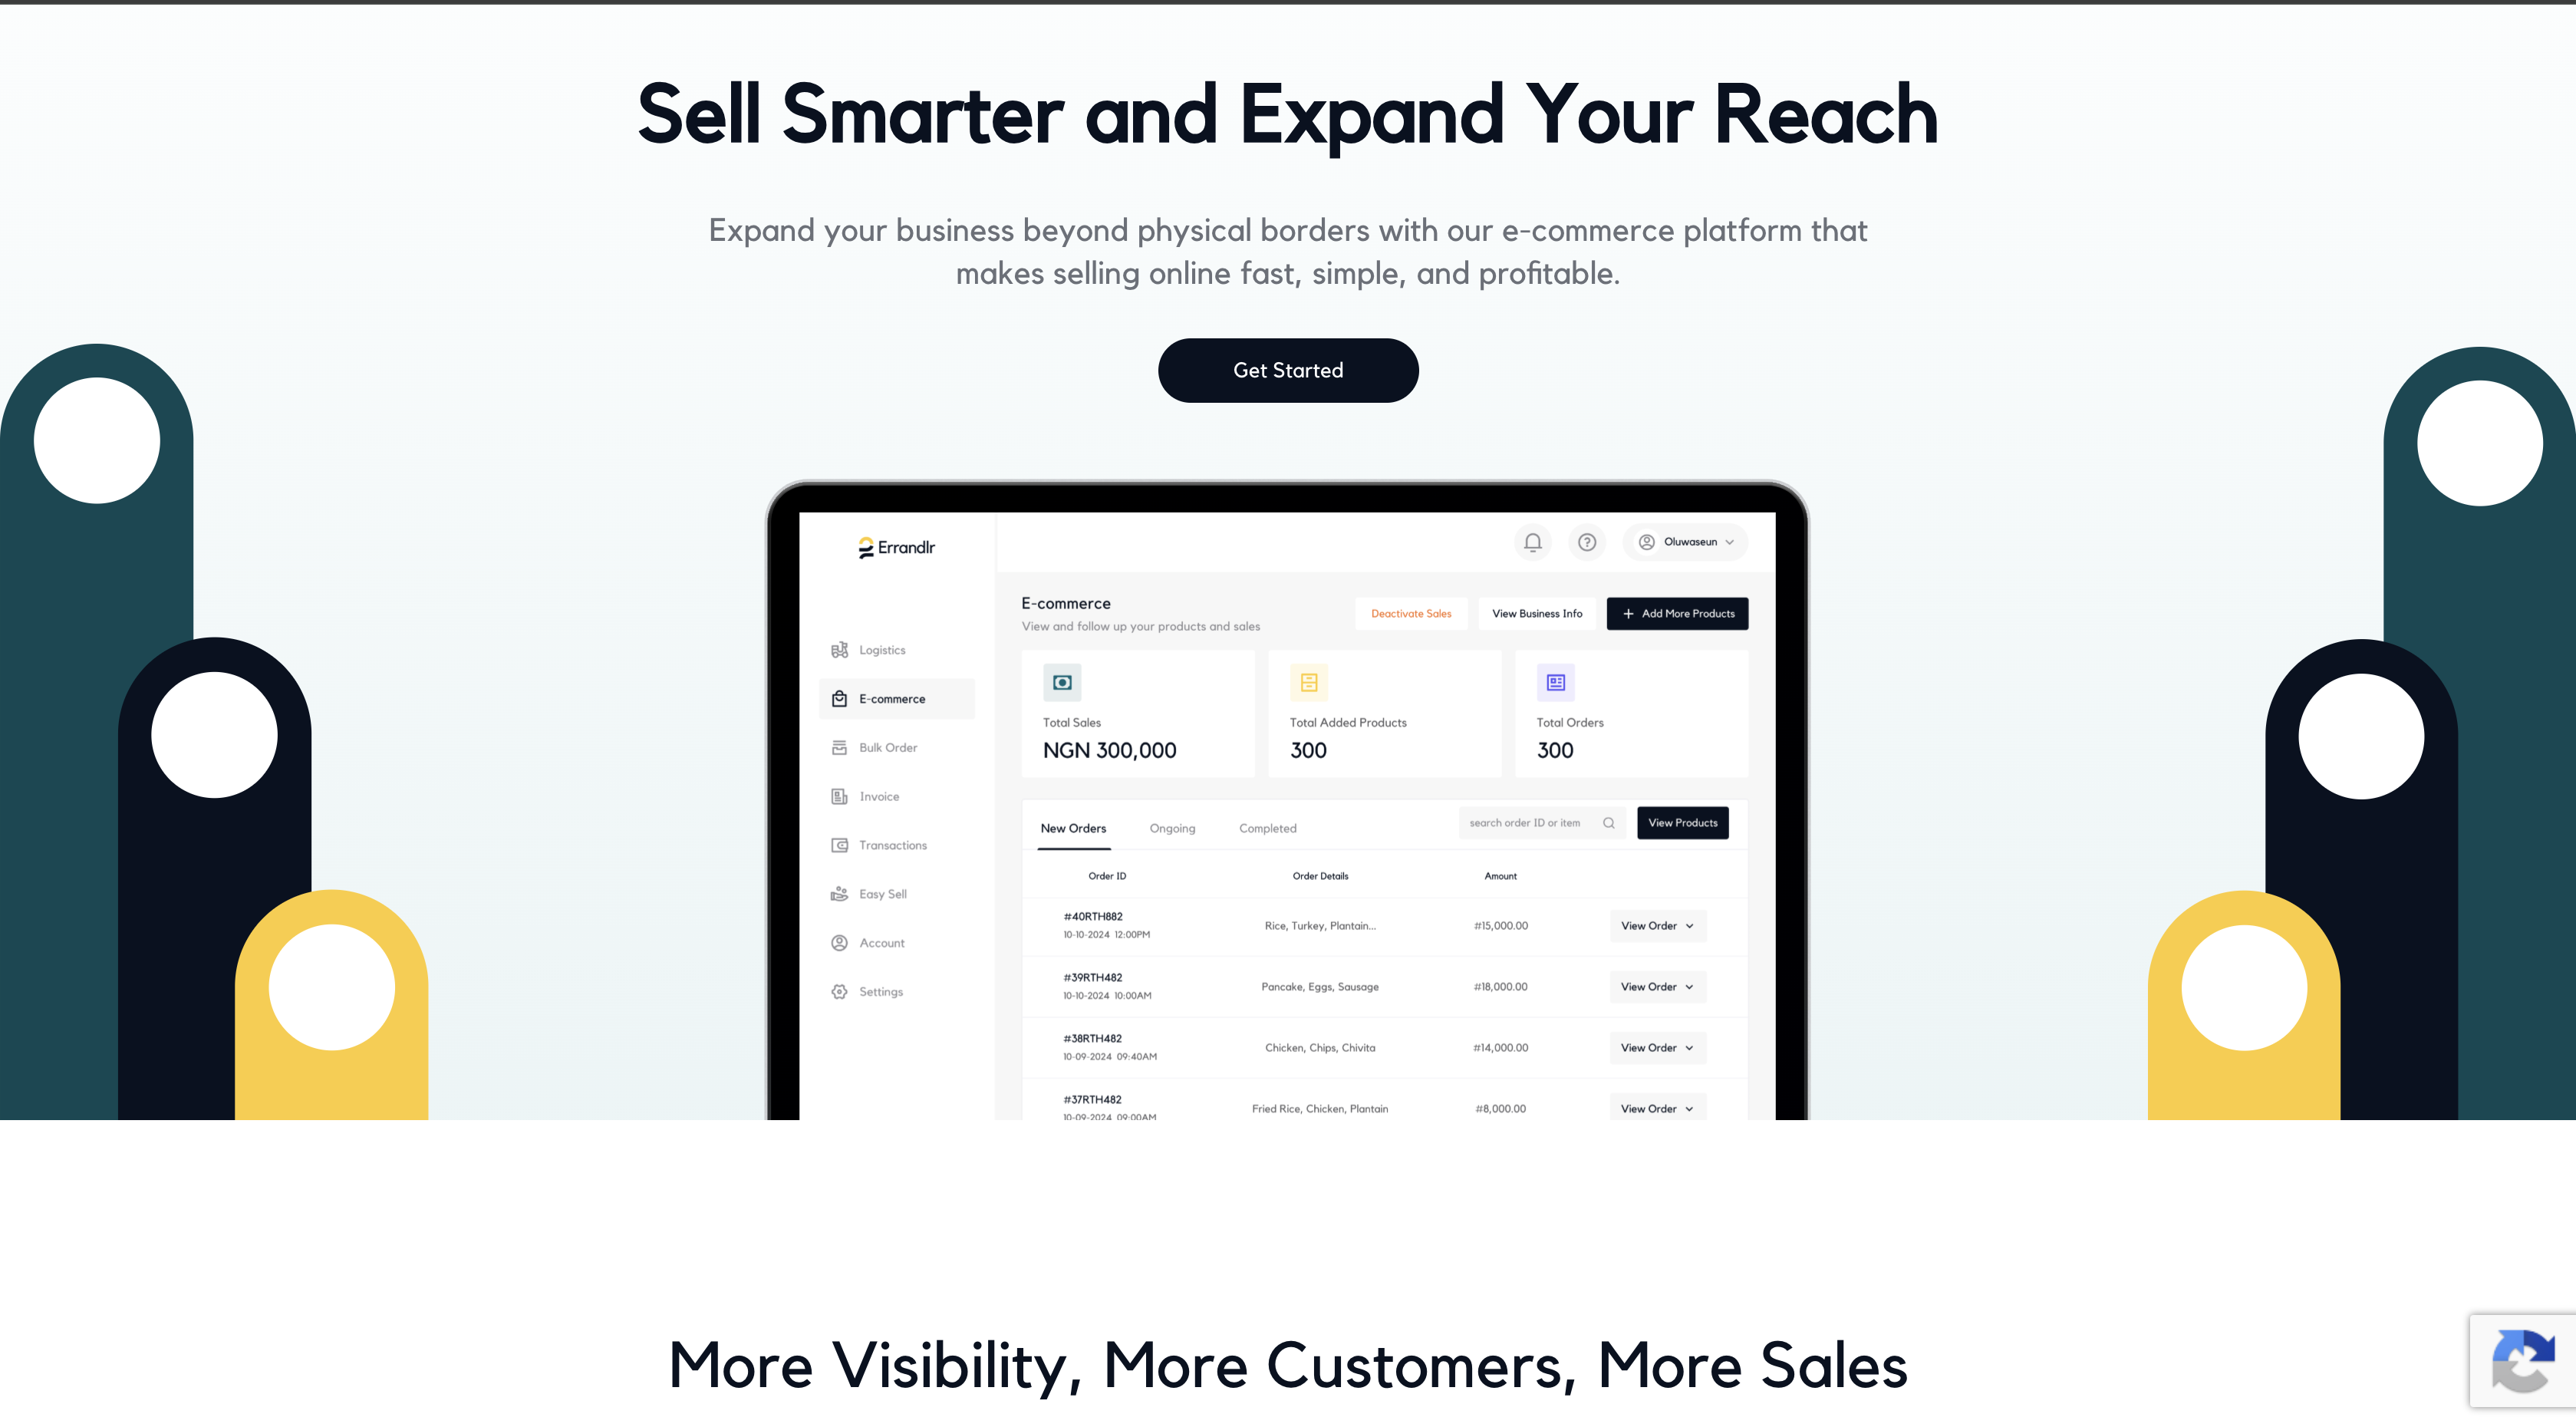 Sell Smarter and Expand Your Reach
Expand your business beyond physical borders with our e-commerce platform that
makes selling online fast, simple, and profitable.
Get Started
Errandlr
Oluwaseun
Logistics
E-commerce
Bulk Order
Invoice
Transactions
Easy Sell
Account
Settings
E-commerce
View and follow up your products and sales
Deactivate Sales
View Business Info
+ Add More Products
Total Sales
NGN 300,000
Total Added Products
300
Total Orders
300
New Orders Ongoing Completed
search order ID or item
View Products
Order ID Order Details Amount
#40RTH882
10-10-2024 12:00PM
Rice, Turkey, Plantain...
#15,000.00
View Order
#39RTH482
10-10-2024 10:00AM
Pancake, Eggs, Sausage
#18,000.00
View Order
#38RTH482
10-09-2024 09:40AM
Chicken, Chips, Chivita
#14,000.00
View Order
#37RTH482
10-09-2024 09:00AM
Fried Rice, Chicken, Plantain
#8,000.00
View Order
More Visibility, More Customers, More Sales